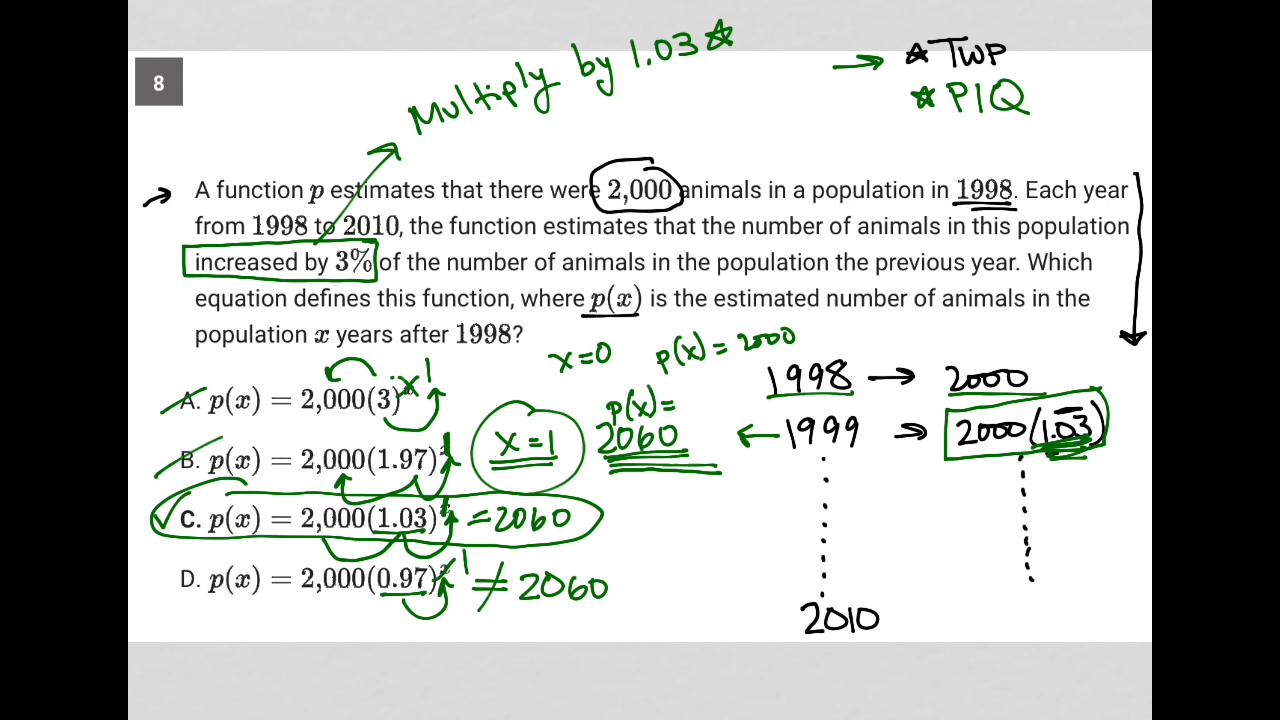 Multiply by 1.03☆
→ ☆ TWP
☆ PIQ
8
A function p estimates that there were 2,000 animals in a population in 1998. Each year
from 1998 to 2010, the function estimates that the number of animals in this population
increased by 3% of the number of animals in the population the previous year. Which
equation defines this function, where p(x) is the estimated number of animals in the
population x years after 1998?
x=0 p(x) = 2000
1998 → 2000
A. p(x) = 2,000(3)^x 1
p(x)=
2060 ← 1999 → 2000(1.03)
B. p(x) = 2,000(1.97)^x 1
x=1
C. p(x) = 2,000(1.03)^x 1 =2060
D. p(x) = 2,000(0.97)^x 1 ≠ 2060
2010